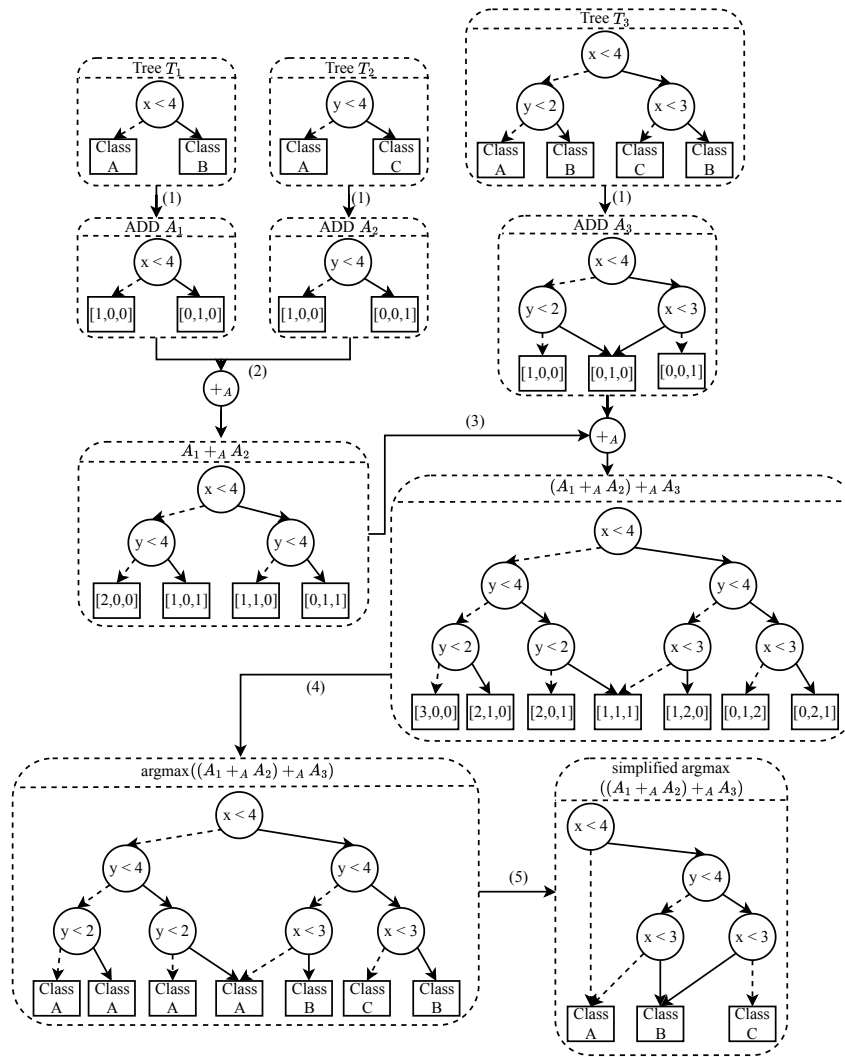 Tree T₁
x < 4
Class
A
Class
B
Tree T₂
y < 4
Class
A
Class
C
Tree T₃
x < 4
y < 2
x < 3
Class
A
Class
B
Class
C
Class
B
(1)
(1)
(1)
ADD A₁
x < 4
[1,0,0]
[0,1,0]
ADD A₂
y < 4
[1,0,0]
[0,0,1]
ADD A₃
x < 4
y < 2
x < 3
[1,0,0]
[0,1,0]
[0,0,1]
(2)
+A
(3)
+A
A₁ +A A₂
x < 4
y < 4
y < 4
[2,0,0]
[1,0,1]
[1,1,0]
[0,1,1]
(A₁ +A A₂) +A A₃
x < 4
y < 4
y < 4
y < 2
y < 2
x < 3
x < 3
[3,0,0]
[2,1,0]
[2,0,1]
[1,1,1]
[1,2,0]
[0,1,2]
[0,2,1]
(4)
argmax((A₁ +A A₂) +A A₃)
x < 4
y < 4
y < 4
y < 2
y < 2
x < 3
x < 3
Class
A
Class
A
Class
A
Class
A
Class
B
Class
C
Class
B
(5)
simplified argmax
((A₁ +A A₂) +A A₃)
x < 4
y < 4
x < 3
x < 3
Class
A
Class
B
Class
C